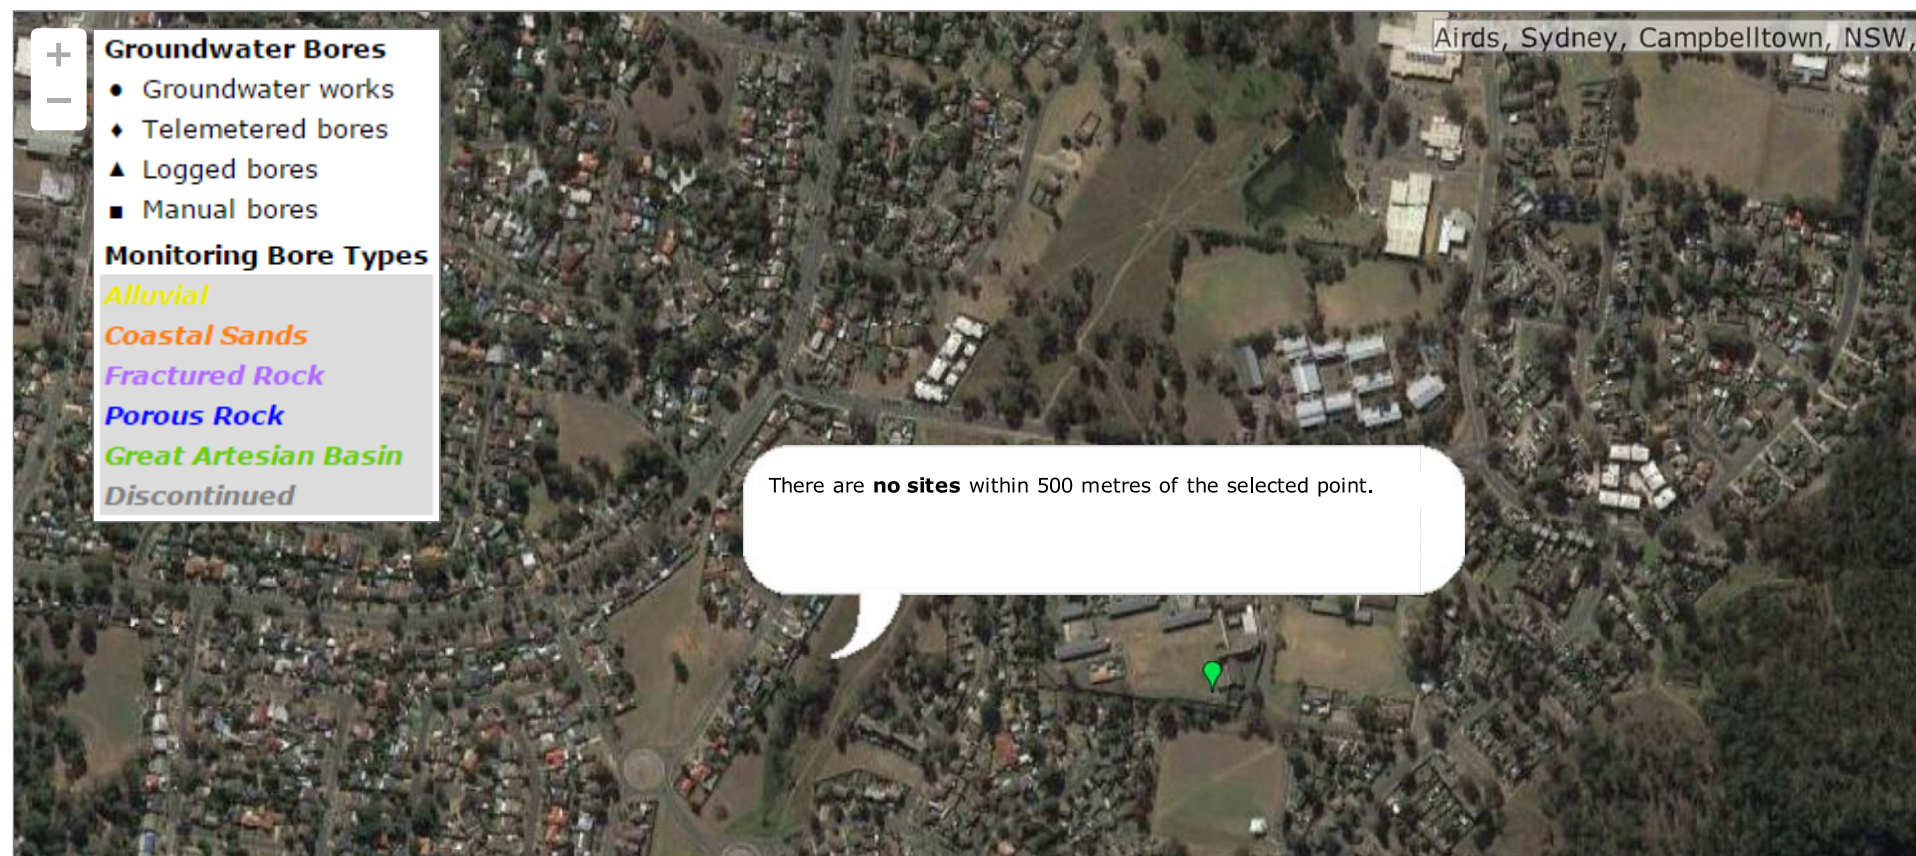 Airds, Sydney, Campbelltown, NSW,
+
−
Groundwater Bores
Groundwater works
Telemetered bores
Logged bores
Manual bores
Monitoring Bore Types
Alluvial
Coastal Sands
Fractured Rock
Porous Rock
Great Artesian Basin
Discontinued
There are no sites within 500 metres of the selected point.